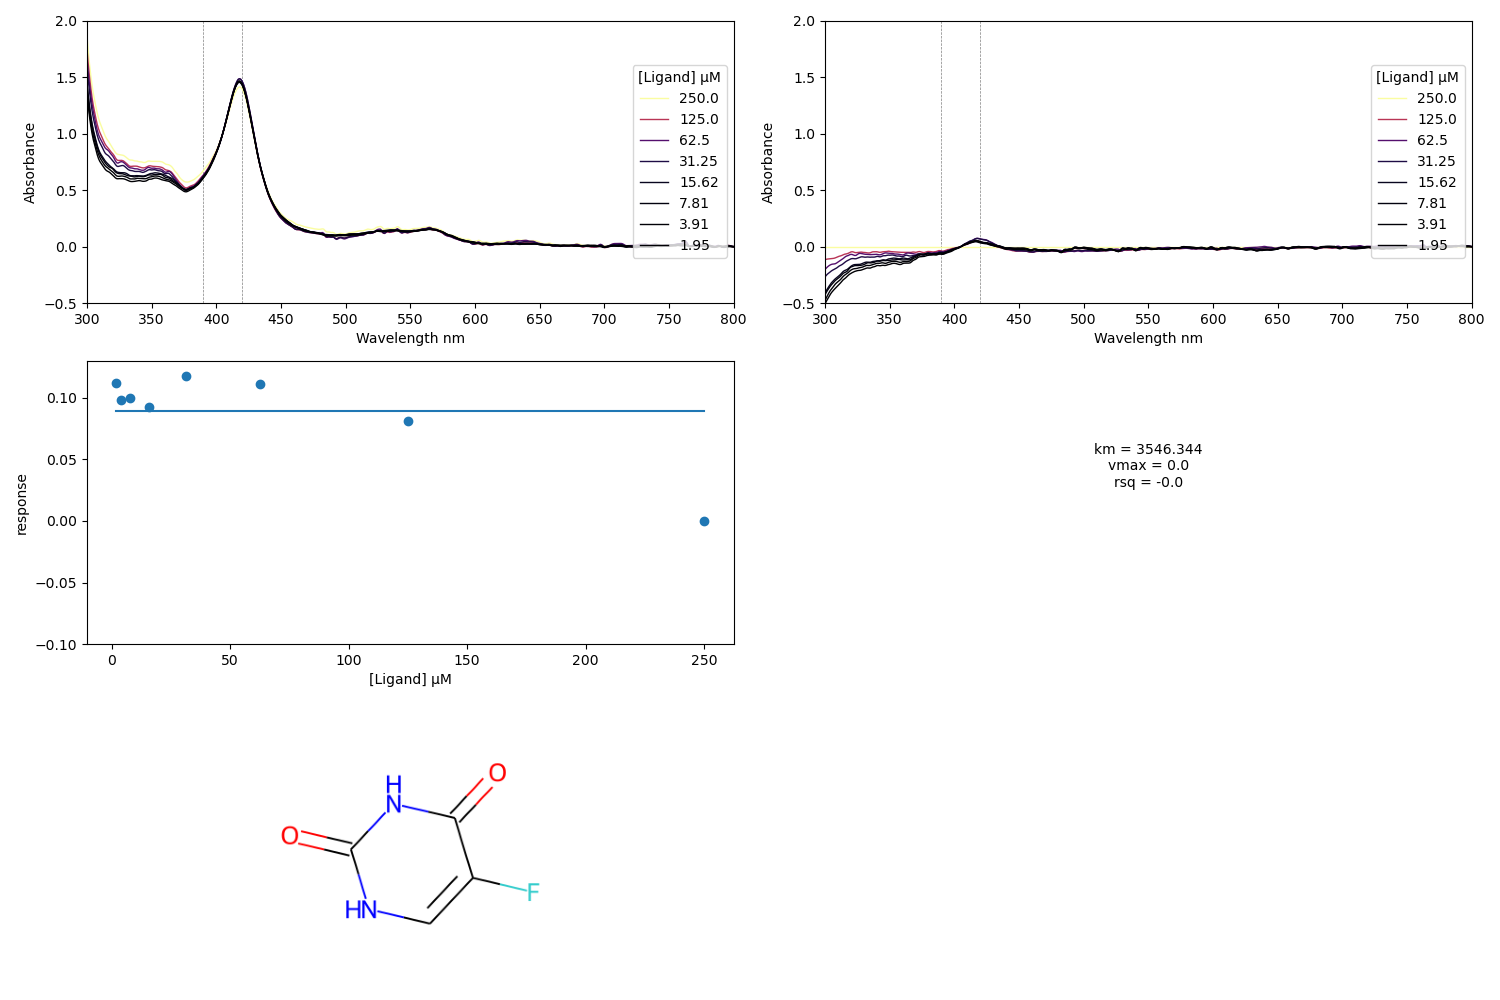 2.0
1.5
1.0
0.5
0.0
−0.5
Absorbance
300 350 400 450 500 550 600 650 700 750 800
Wavelength nm
[Ligand] µM
250.0
125.0
62.5
31.25
15.62
7.81
3.91
1.95
2.0
1.5
1.0
0.5
0.0
−0.5
Absorbance
300 350 400 450 500 550 600 650 700 750 800
Wavelength nm
[Ligand] µM
250.0
125.0
62.5
31.25
15.62
7.81
3.91
1.95
0.10
0.05
0.00
−0.05
−0.10
response
0 50 100 150 200 250
[Ligand] µM
km = 3546.344
vmax = 0.0
rsq = -0.0
O
H
N
O
F
HN